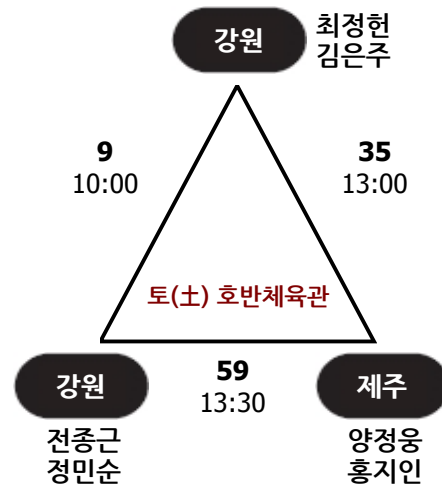 강원
최정헌
김은주
9
10:00
35
13:00
토(土) 호반체육관
강원
59
13:30
제주
전종근
정민순
양정웅
홍지인